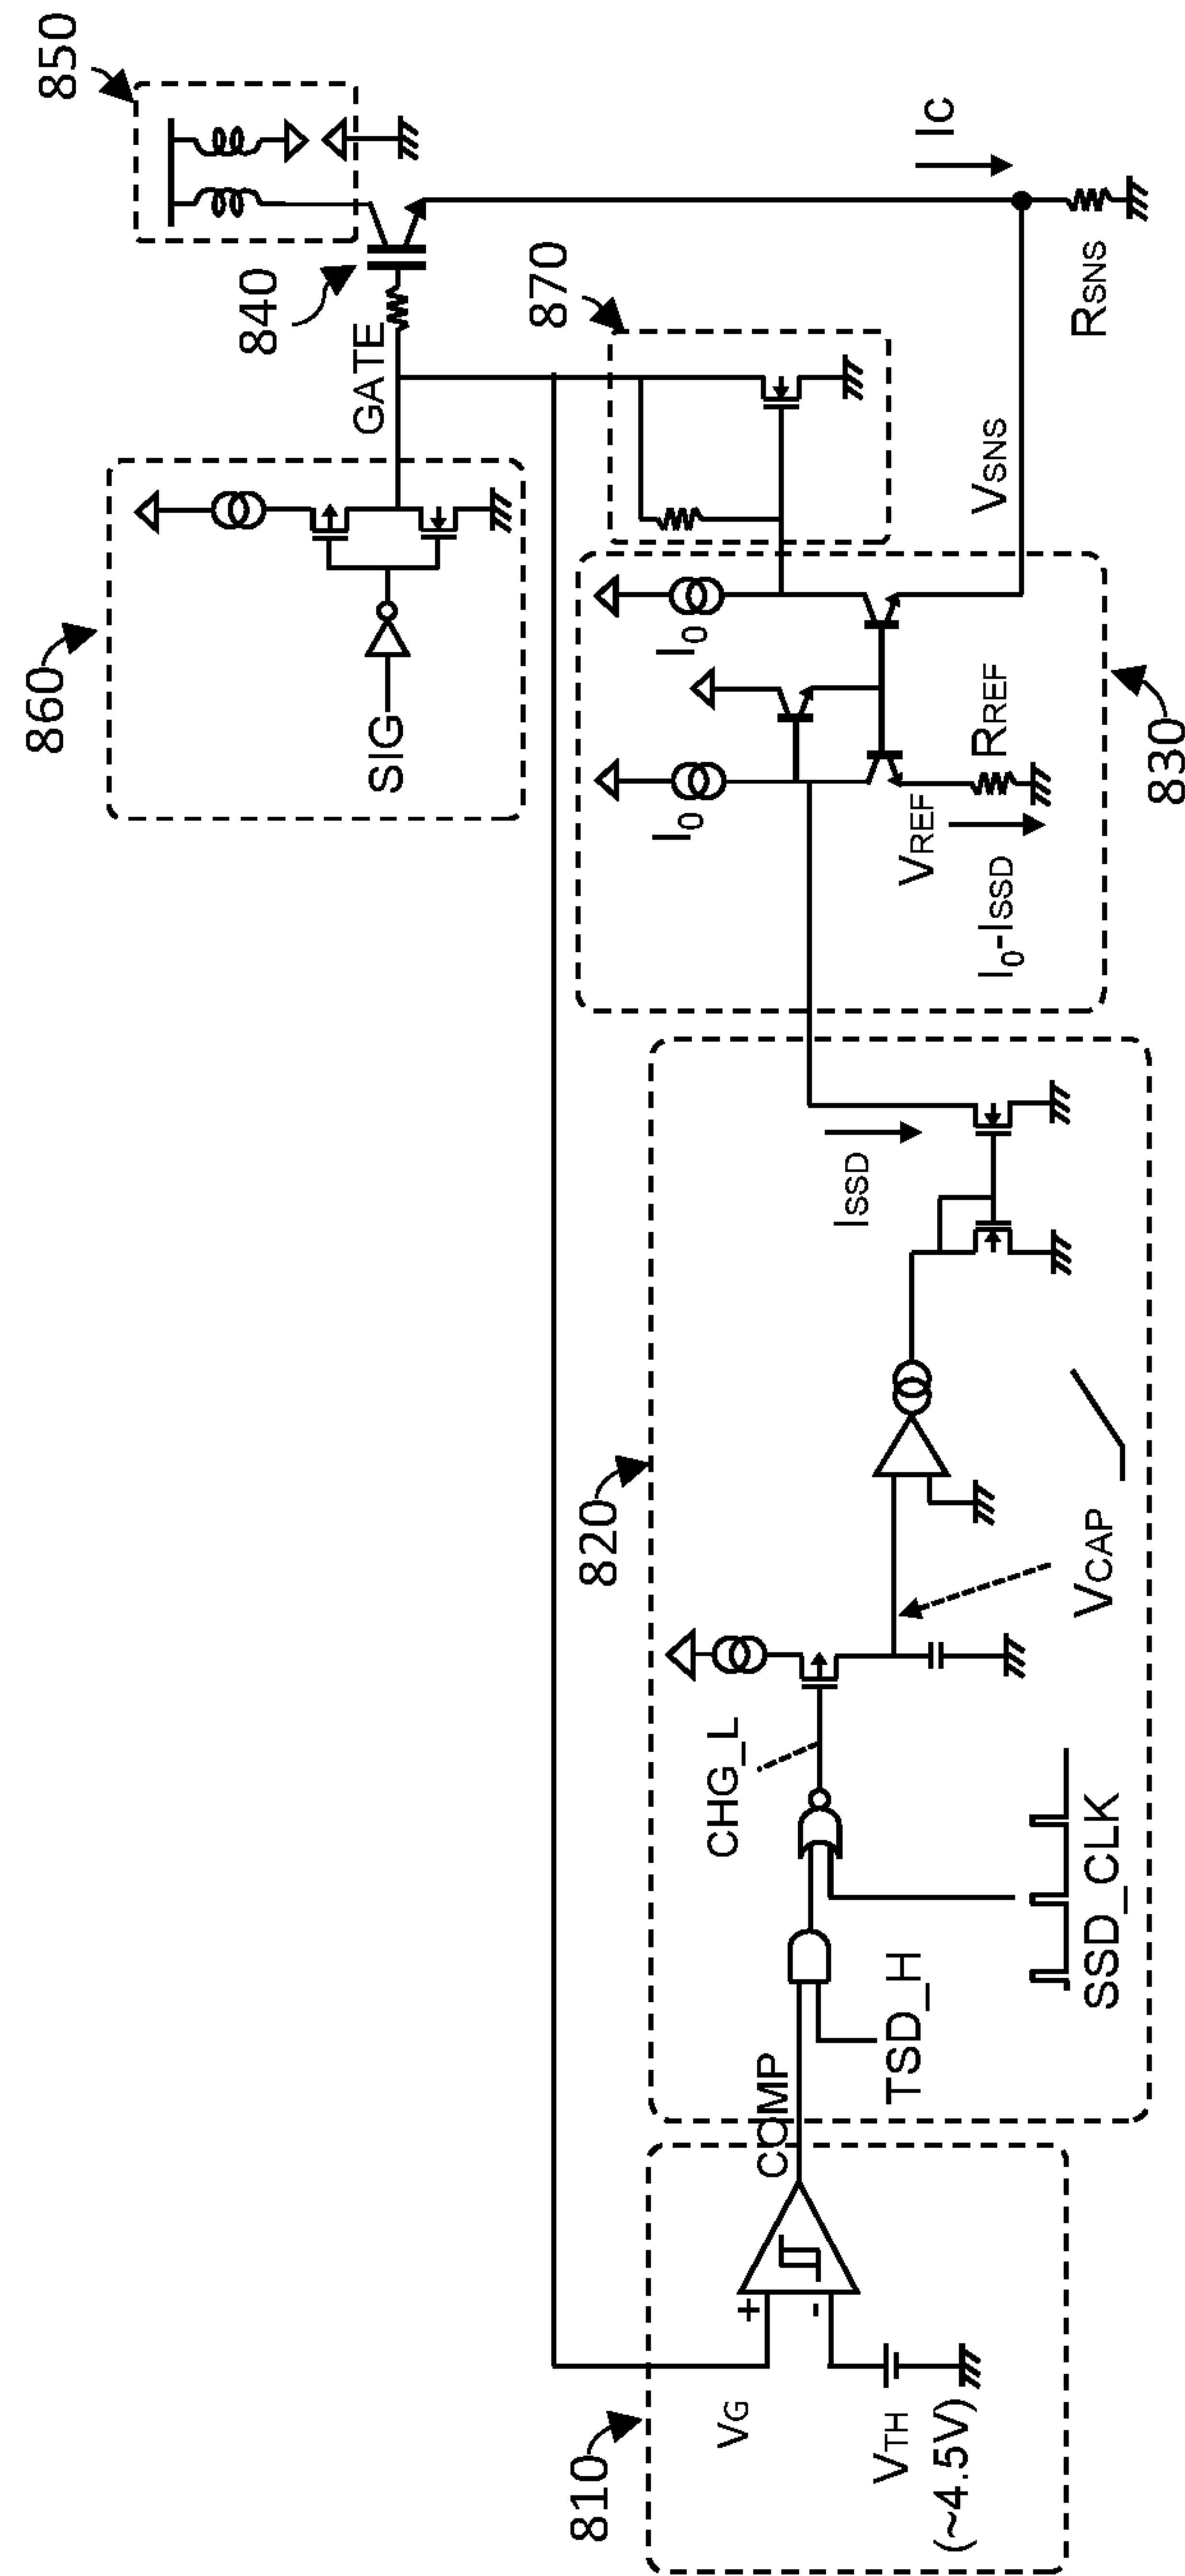 850
840
GATE
860
SIG
870
Ic
RSNS
VSNS
I0
I0
RREF
VREF
I0-ISSD
830
820
ISSD
CHG_L
VCAP
COMP
TSD_H
SSD_CLK
810
VG
+
-
VTH
(~4.5V)